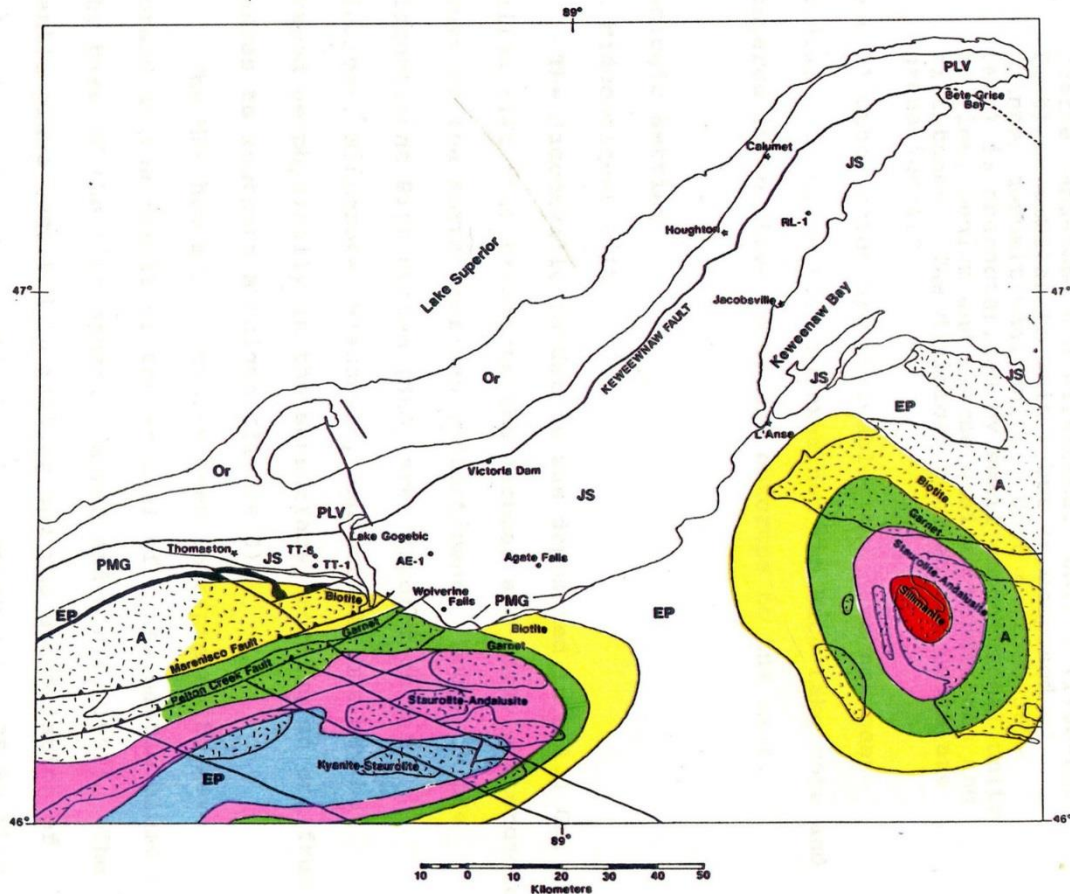 89°
PLV
Bete-Grise
Bay
Calumet
JS
RL-1
Houghton
Lake Superior
47°
47°
Jacobsville
Keweenaw Bay
KEWEENAW FAULT
Or
JS
JS
EP
L'Anse
Or
Victoria Dam
A
Biotite
JS
PLV
Lake Gogebic
Garnet
Thomaston
JS
TT-6
AE-1
Agate Falls
PMG
TT-1
Staurolite-Andalusite
Wolverine
Falls
PMG
Sillimanite
EP
Biotite
EP
Biotite
A
A
Garnet
Garnet
Marenisco Fault
Pelton Creek Fault
Staurolite-Andalusite
EP
Kyanite-Staurolite
46°
46°
89°
10 0 10 20 30 40 50
Kilometers